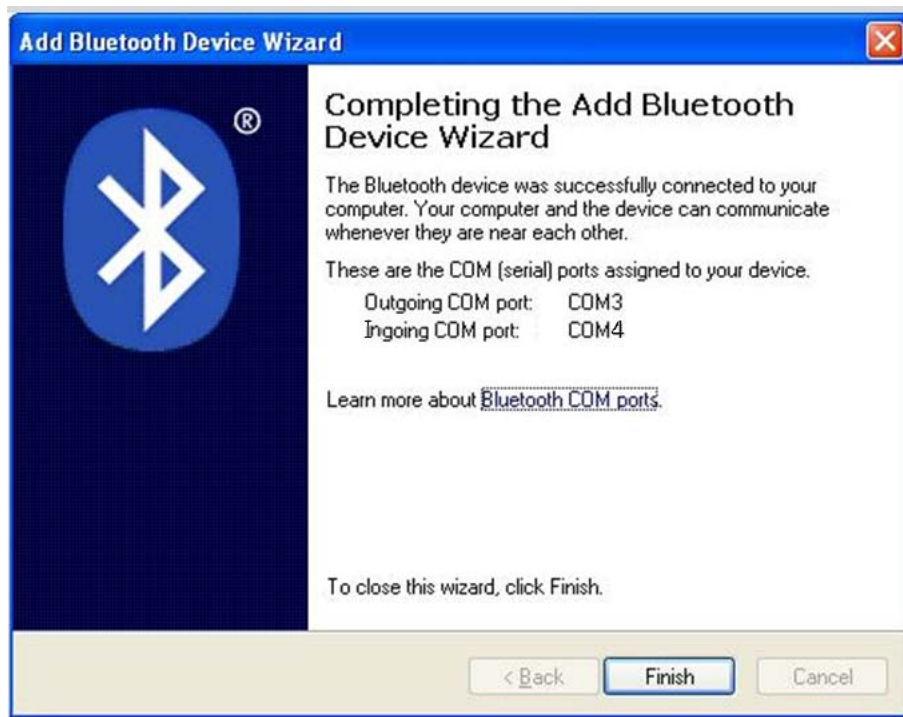 Add Bluetooth Device Wizard
®
Completing the Add Bluetooth
Device Wizard
The Bluetooth device was successfully connected to your
computer. Your computer and the device can communicate
whenever they are near each other.
These are the COM (serial) ports assigned to your device.
Outgoing COM port: COM3
Ingoing COM port: COM4
Learn more about Bluetooth COM ports.
To close this wizard, click Finish.
< Back Finish Cancel